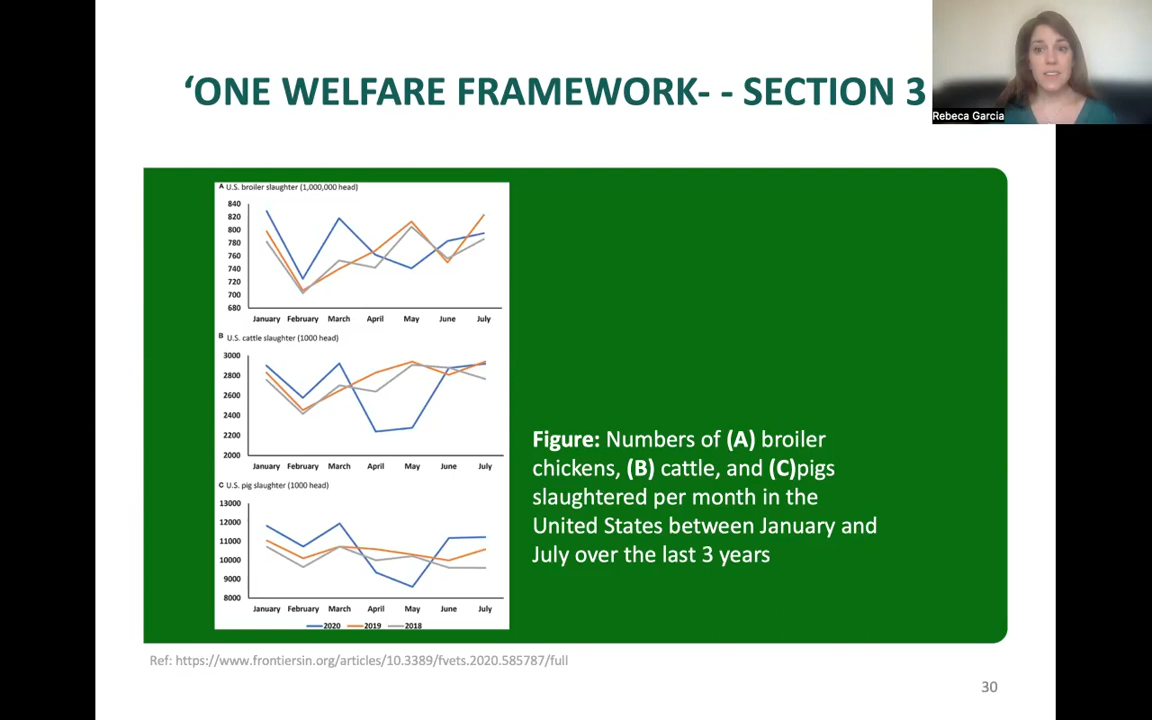 ‘ONE WELFARE FRAMEWORK- - SECTION 3
Rebeca Garcia
A U.S. broiler slaughter (1,000,000 head)
840
820
800
780
760
740
720
700
680
January February March April May June July
B U.S. cattle slaughter (1000 head)
3000
2800
2600
2400
2200
2000
January February March April May June July
C U.S. pig slaughter (1000 head)
13000
12000
11000
10000
9000
8000
January February March April May June July
2020 2019 2018
Figure: Numbers of (A) broiler
chickens, (B) cattle, and (C)pigs
slaughtered per month in the
United States between January and
July over the last 3 years
Ref: https://www.frontiersin.org/articles/10.3389/fvets.2020.585787/full
30